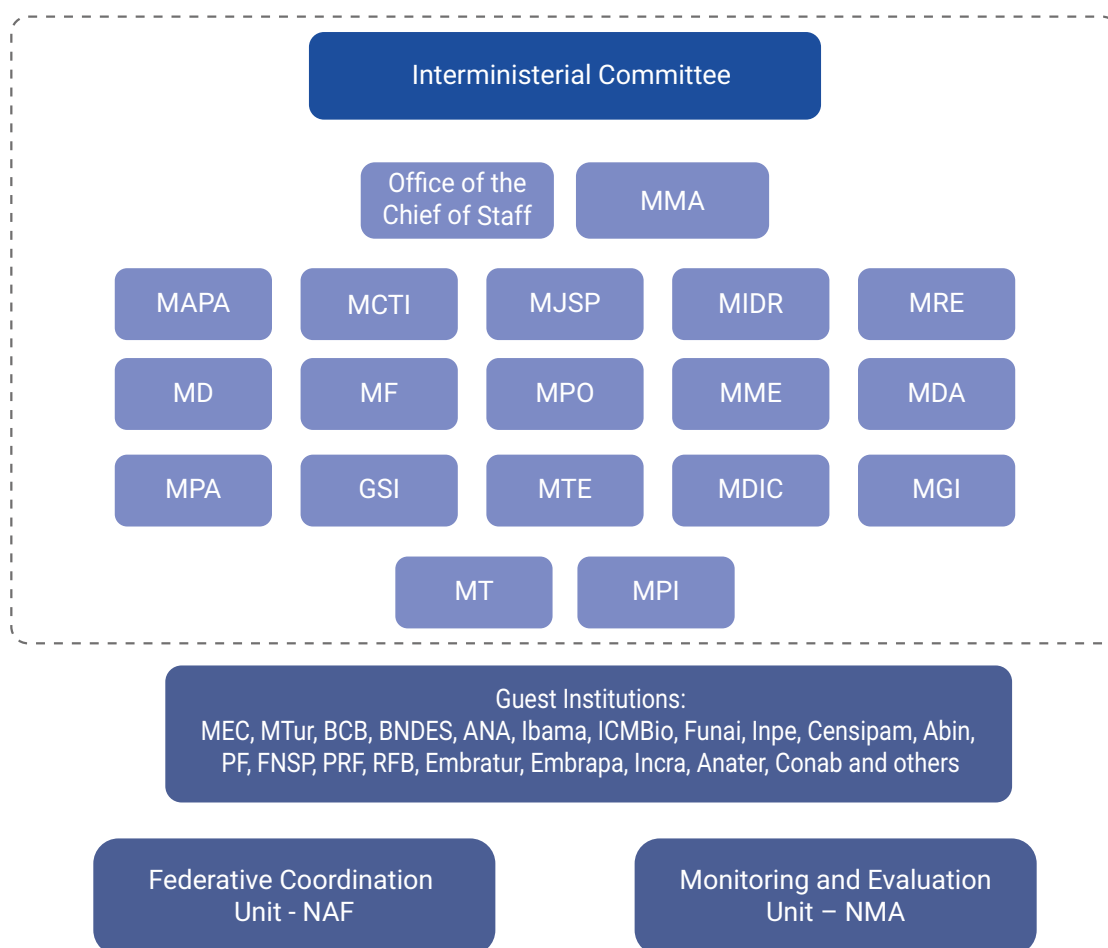 Interministerial Committee
Office of the
Chief of Staff
MMA
MAPA
MCTI
MJSP
MIDR
MRE
MD
MF
MPO
MME
MDA
MPA
GSI
MTE
MDIC
MGI
MT
MPI
Guest Institutions:
MEC, MTur, BCB, BNDES, ANA, Ibama, ICMBio, Funai, Inpe, Censipam, Abin,
PF, FNSP, PRF, RFB, Embratur, Embrapa, Incra, Anater, Conab and others
Federative Coordination
Unit - NAF
Monitoring and Evaluation
Unit – NMA